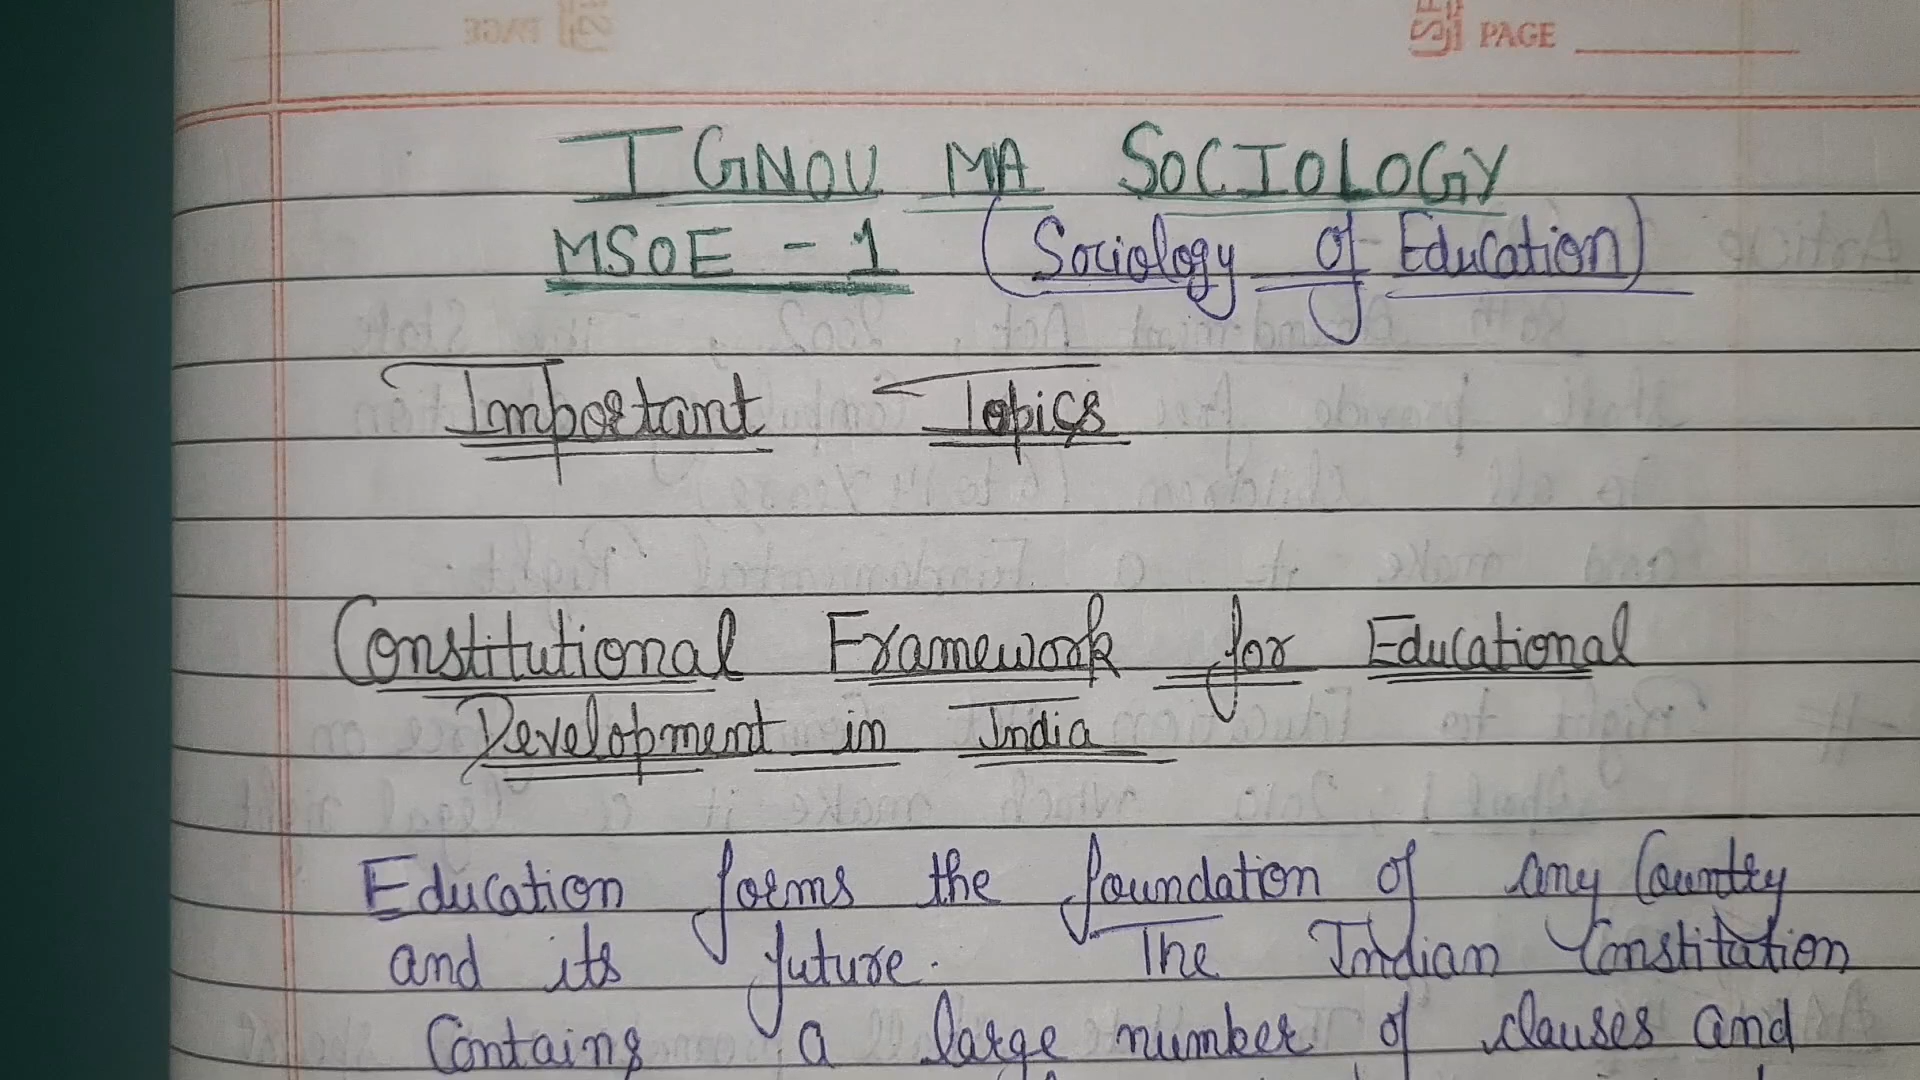 PAGE
IGNOU MA SOCIOLOGY
MSOE - 1 (Sociology of Education)
Important Topics
Constitutional Framework for Educational
Development in India
Education forms the foundation of any Country
and its future. The Indian Constitution
Contains a large number of clauses and